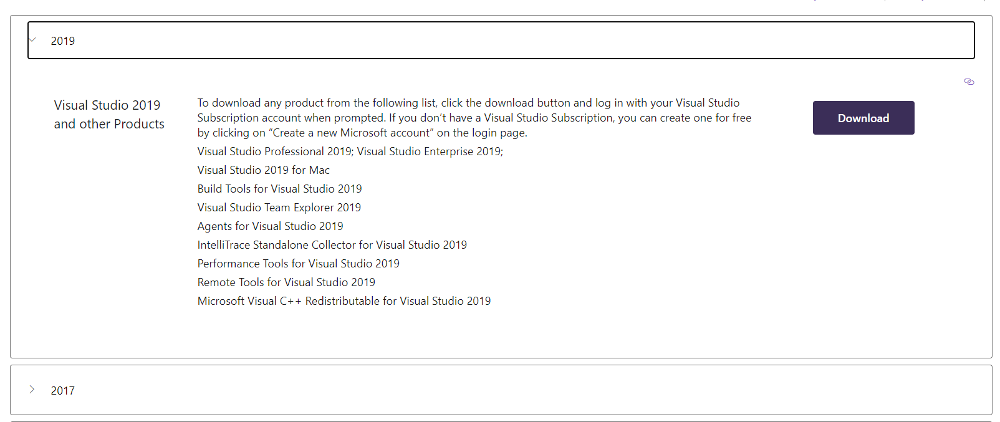 2019
Visual Studio 2019
and other Products
To download any product from the following list, click the download button and log in with your Visual Studio
Subscription account when prompted. If you don’t have a Visual Studio Subscription, you can create one for free
by clicking on “Create a new Microsoft account” on the login page.
Visual Studio Professional 2019; Visual Studio Enterprise 2019;
Visual Studio 2019 for Mac
Build Tools for Visual Studio 2019
Visual Studio Team Explorer 2019
Agents for Visual Studio 2019
IntelliTrace Standalone Collector for Visual Studio 2019
Performance Tools for Visual Studio 2019
Remote Tools for Visual Studio 2019
Microsoft Visual C++ Redistributable for Visual Studio 2019
Download
2017